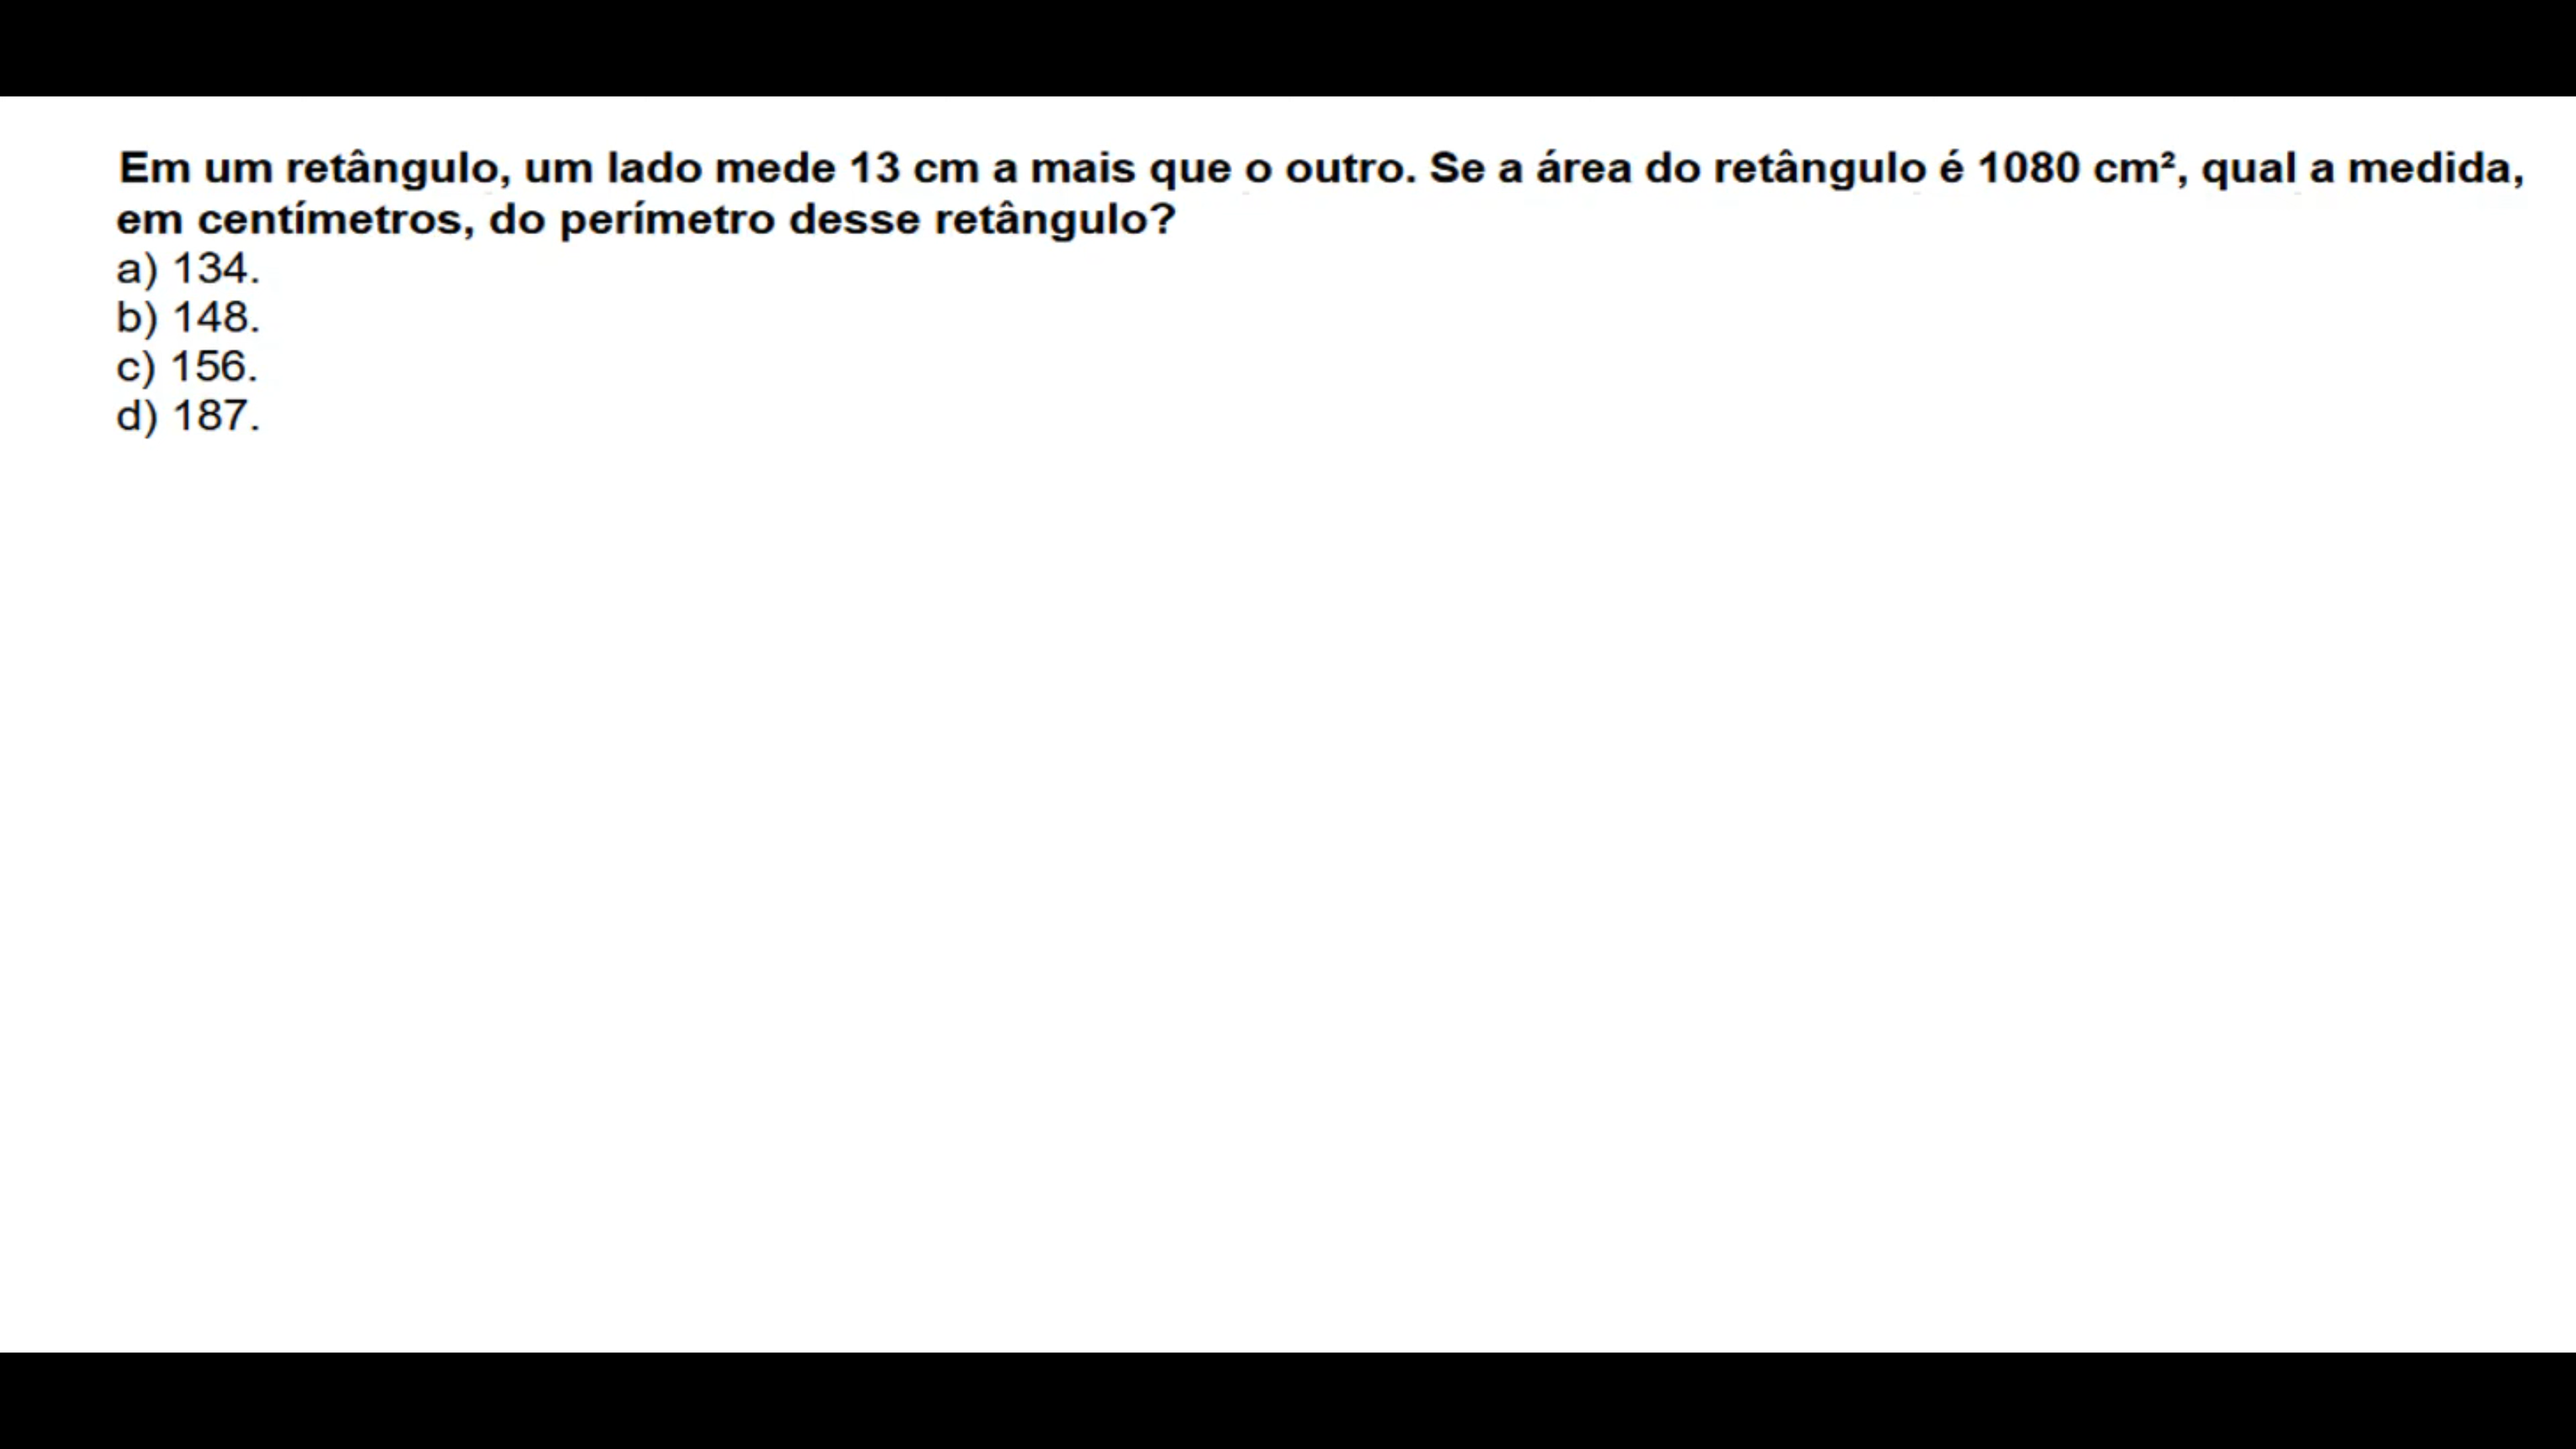 Em um retângulo, um lado mede 13 cm a mais que o outro. Se a área do retângulo é 1080 cm², qual a medida,
em centímetros, do perímetro desse retângulo?
a) 134.
b) 148.
c) 156.
d) 187.